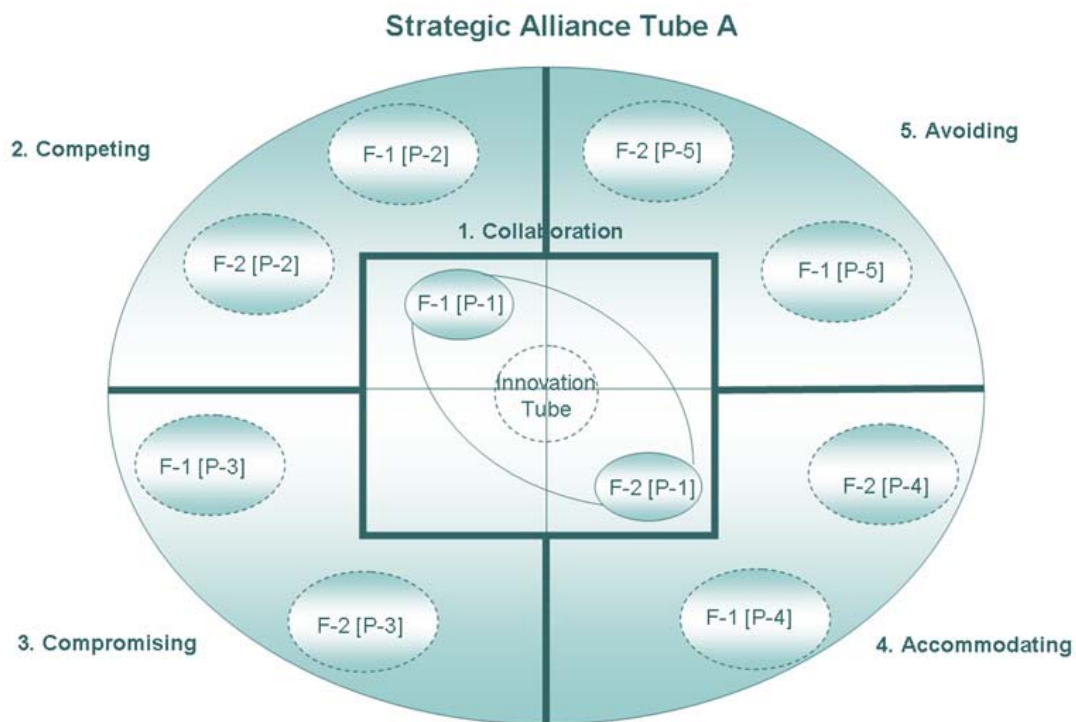 Strategic Alliance Tube A
2. Competing
5. Avoiding
F-1 [P-2]
F-2 [P-5]
F-2 [P-2]
F-1 [P-5]
1. Collaboration
F-1 [P-1]
Innovation
Tube
F-2 [P-1]
F-1 [P-3]
F-2 [P-4]
F-2 [P-3]
F-1 [P-4]
3. Compromising
4. Accommodating